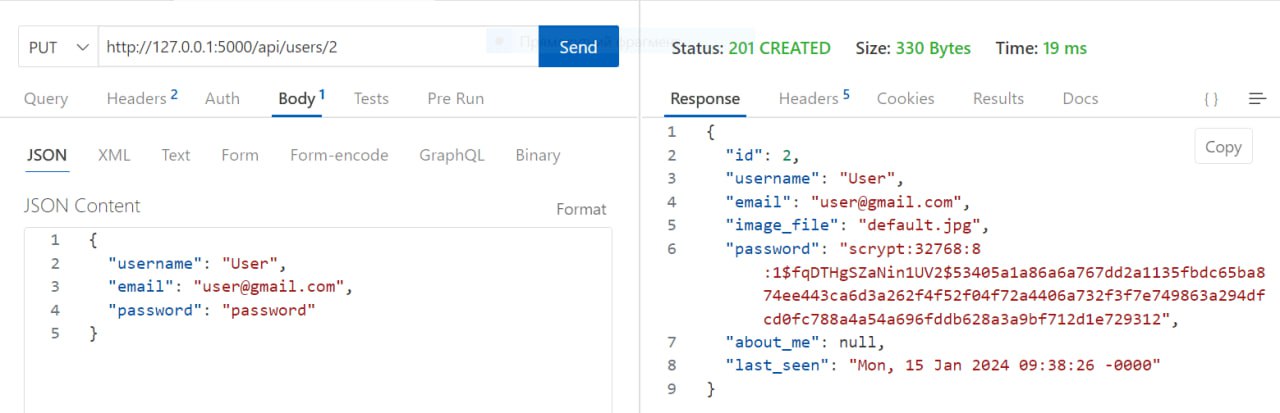 PUT http://127.0.0.1:5000/api/users/2 Send
Query Headers 2 Auth Body 1 Tests Pre Run
JSON XML Text Form Form-encode GraphQL Binary
JSON Content Format
1 {
2 "username": "User",
3 "email": "user@gmail.com",
4 "password": "password"
5 }
Status: 201 CREATED Size: 330 Bytes Time: 19 ms
Response Headers 5 Cookies Results Docs { }
Copy
1 {
2 "id": 2,
3 "username": "User",
4 "email": "user@gmail.com",
5 "image_file": "default.jpg",
6 "password": "scrypt:32768:8
:1$fqDTHgSZaNin1UV2$53405a1a86a6a767dd2a1135fbdc65ba8
74ee443ca6d3a262f4f52f04f72a4406a732f3f7e749863a294df
cd0fc788a4a54a696fddb628a3a9bf712d1e729312",
7 "about_me": null,
8 "last_seen": "Mon, 15 Jan 2024 09:38:26 -0000"
9 }